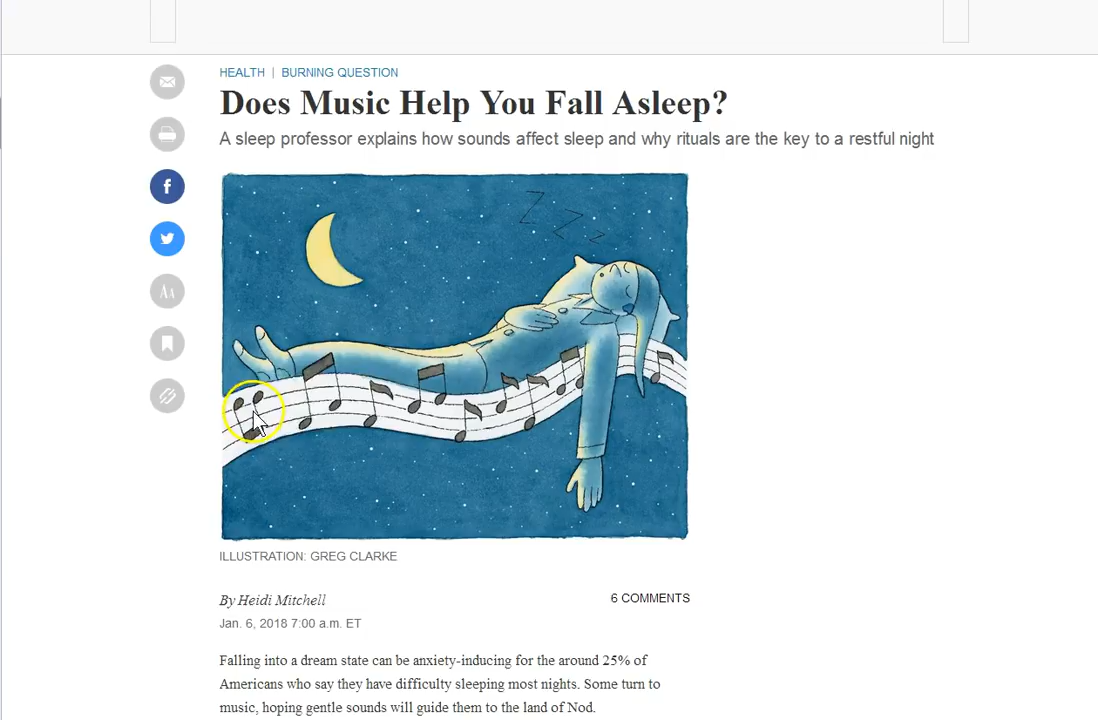 HEALTH | BURNING QUESTION
Does Music Help You Fall Asleep?
A sleep professor explains how sounds affect sleep and why rituals are the key to a restful night
f
AA
Z Z Z
ILLUSTRATION: GREG CLARKE
By Heidi Mitchell
6 COMMENTS
Jan. 6, 2018 7:00 a.m. ET
Falling into a dream state can be anxiety-inducing for the around 25% of
Americans who say they have difficulty sleeping most nights. Some turn to
music, hoping gentle sounds will guide them to the land of Nod.